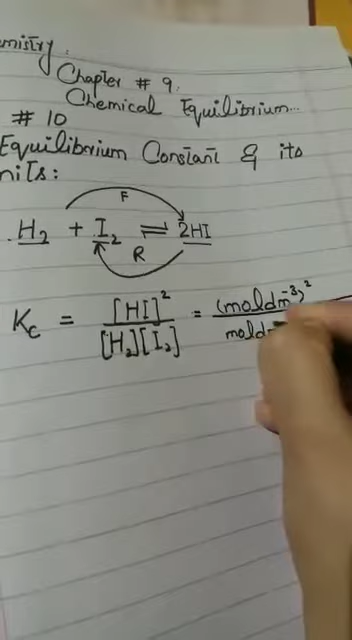 mistry.
Chapter # 9.
Chemical Equilibrium...
# 10
Equilibrium Constant & its
nits:
F
H₂ + I₂ ⇌ 2HI
R
Kc = [HI]² / [H₂][I₂] = (moldm⁻³)² / mold